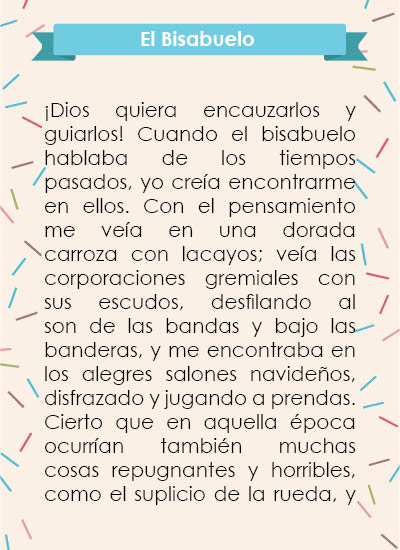 El Bisabuelo
¡Dios quiera encauzarlos y
guiarlos! Cuando el bisabuelo
hablaba de los tiempos
pasados, yo creía encontrarme
en ellos. Con el pensamiento
me veía en una dorada
carroza con lacayos; veía las
corporaciones gremiales con
sus escudos, desfilando al
son de las bandas y bajo las
banderas, y me encontraba en
los alegres salones navideños,
disfrazado y jugando a prendas.
Cierto que en aquella época
ocurrían también muchas
cosas repugnantes y horribles,
como el suplicio de la rueda, y